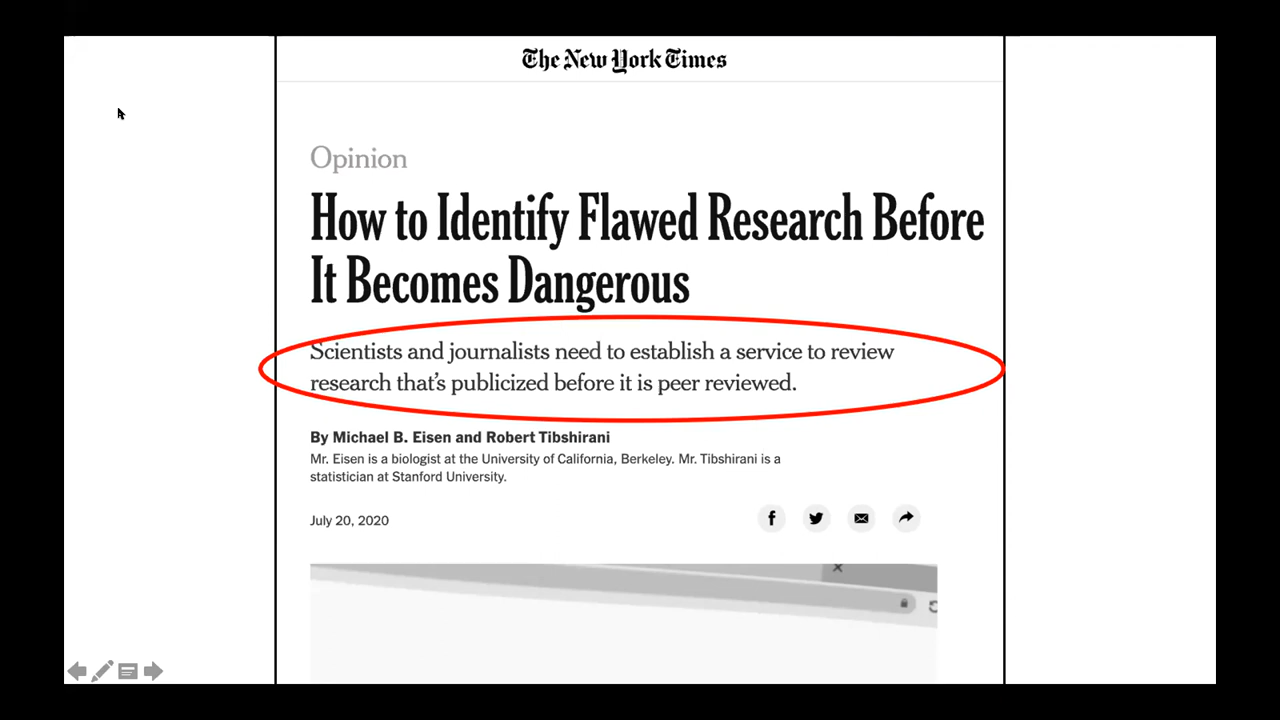 The New York Times
Opinion
How to Identify Flawed Research Before
It Becomes Dangerous
Scientists and journalists need to establish a service to review
research that's publicized before it is peer reviewed.
By Michael B. Eisen and Robert Tibshirani
Mr. Eisen is a biologist at the University of California, Berkeley. Mr. Tibshirani is a
statistician at Stanford University.
July 20, 2020